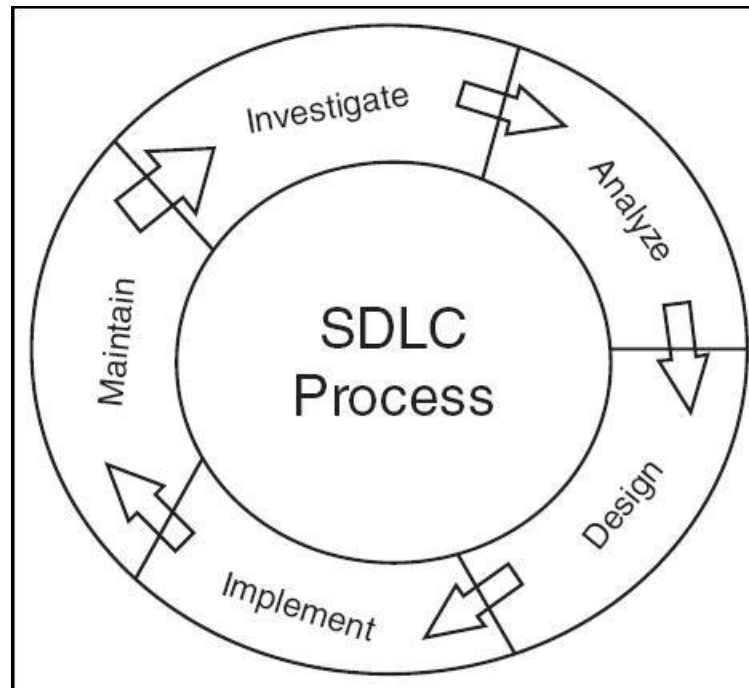 Investigate
Analyze
Design
Implement
Maintain
SDLC
Process